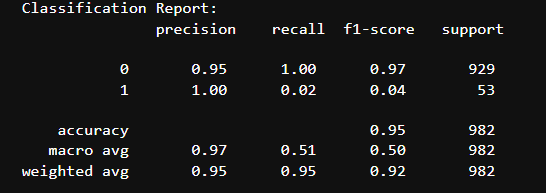 Classification Report:
precision recall f1-score support
0 0.95 1.00 0.97 929
1 1.00 0.02 0.04 53
accuracy 0.95 982
macro avg 0.97 0.51 0.50 982
weighted avg 0.95 0.95 0.92 982